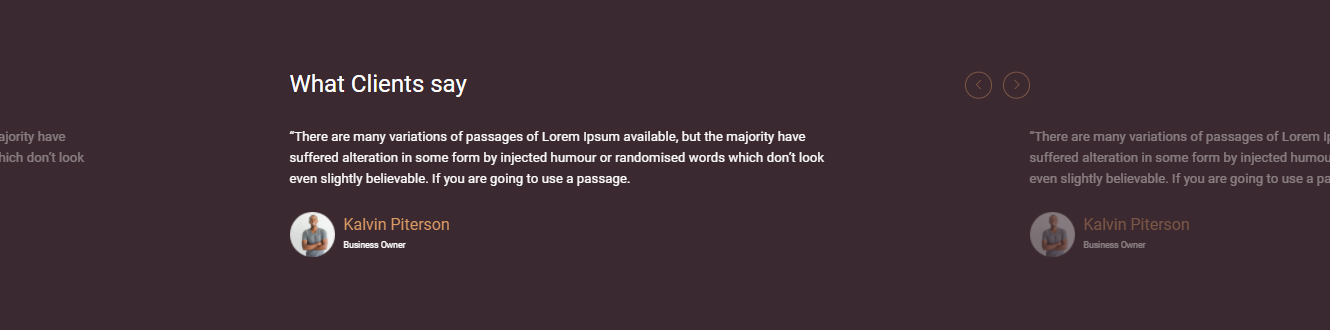 What Clients say
ajority have
hich don't look
“There are many variations of passages of Lorem Ipsum available, but the majority have
suffered alteration in some form by injected humour or randomised words which don't look
even slightly believable. If you are going to use a passage.
Kalvin Piterson
Business Owner
“There are many variations of passages of Lorem I
suffered alteration in some form by injected humou
even slightly believable. If you are going to use a pa
Kalvin Piterson
Business Owner